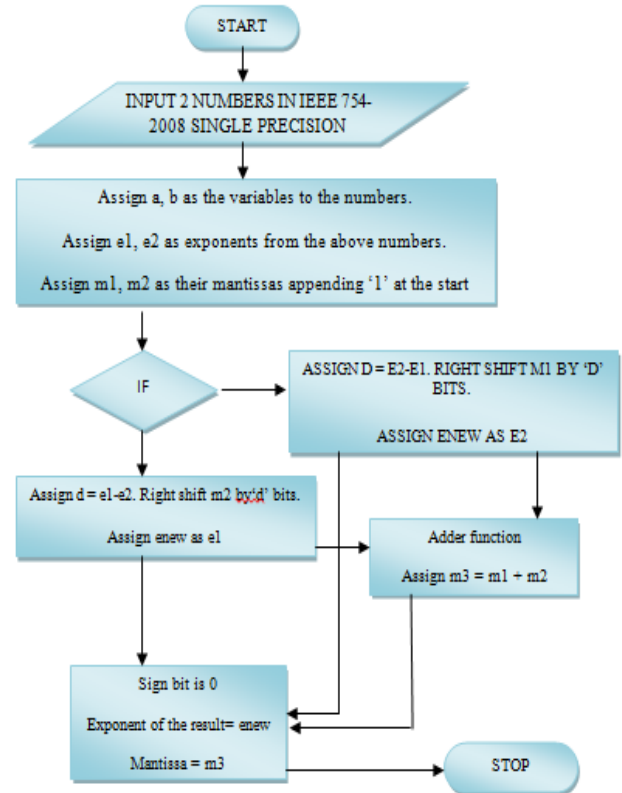 START
INPUT 2 NUMBERS IN IEEE 754-
2008 SINGLE PRECISION
Assign a, b as the variables to the numbers.
Assign e1, e2 as exponents from the above numbers.
Assign m1, m2 as their mantissas appending ‘1’ at the start
IF
ASSIGN D = E2-E1. RIGHT SHIFT M1 BY ‘D’
BITS.
ASSIGN ENEW AS E2
Assign d = e1-e2. Right shift m2 by‘d’ bits.
Assign enew as e1
Adder function
Assign m3 = m1 + m2
Sign bit is 0
Exponent of the result= enew
Mantissa = m3
STOP